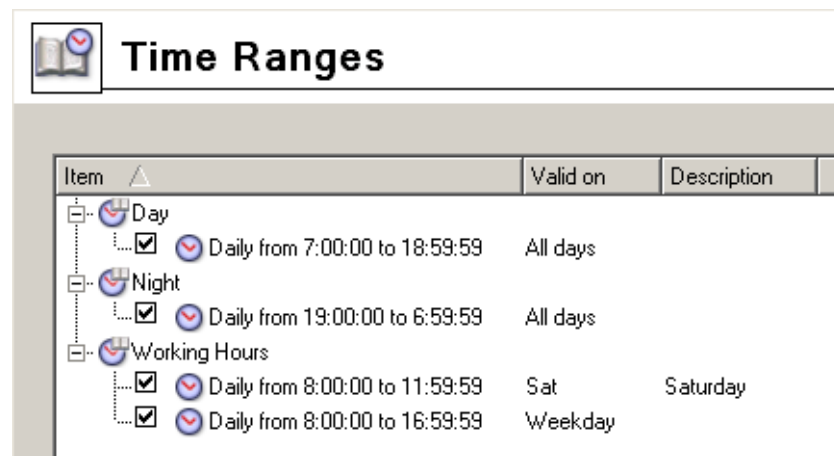 Time Ranges
Item Valid on Description
Day
Daily from 7:00:00 to 18:59:59 All days
Night
Daily from 19:00:00 to 6:59:59 All days
Working Hours
Daily from 8:00:00 to 11:59:59 Sat Saturday
Daily from 8:00:00 to 16:59:59 Weekday